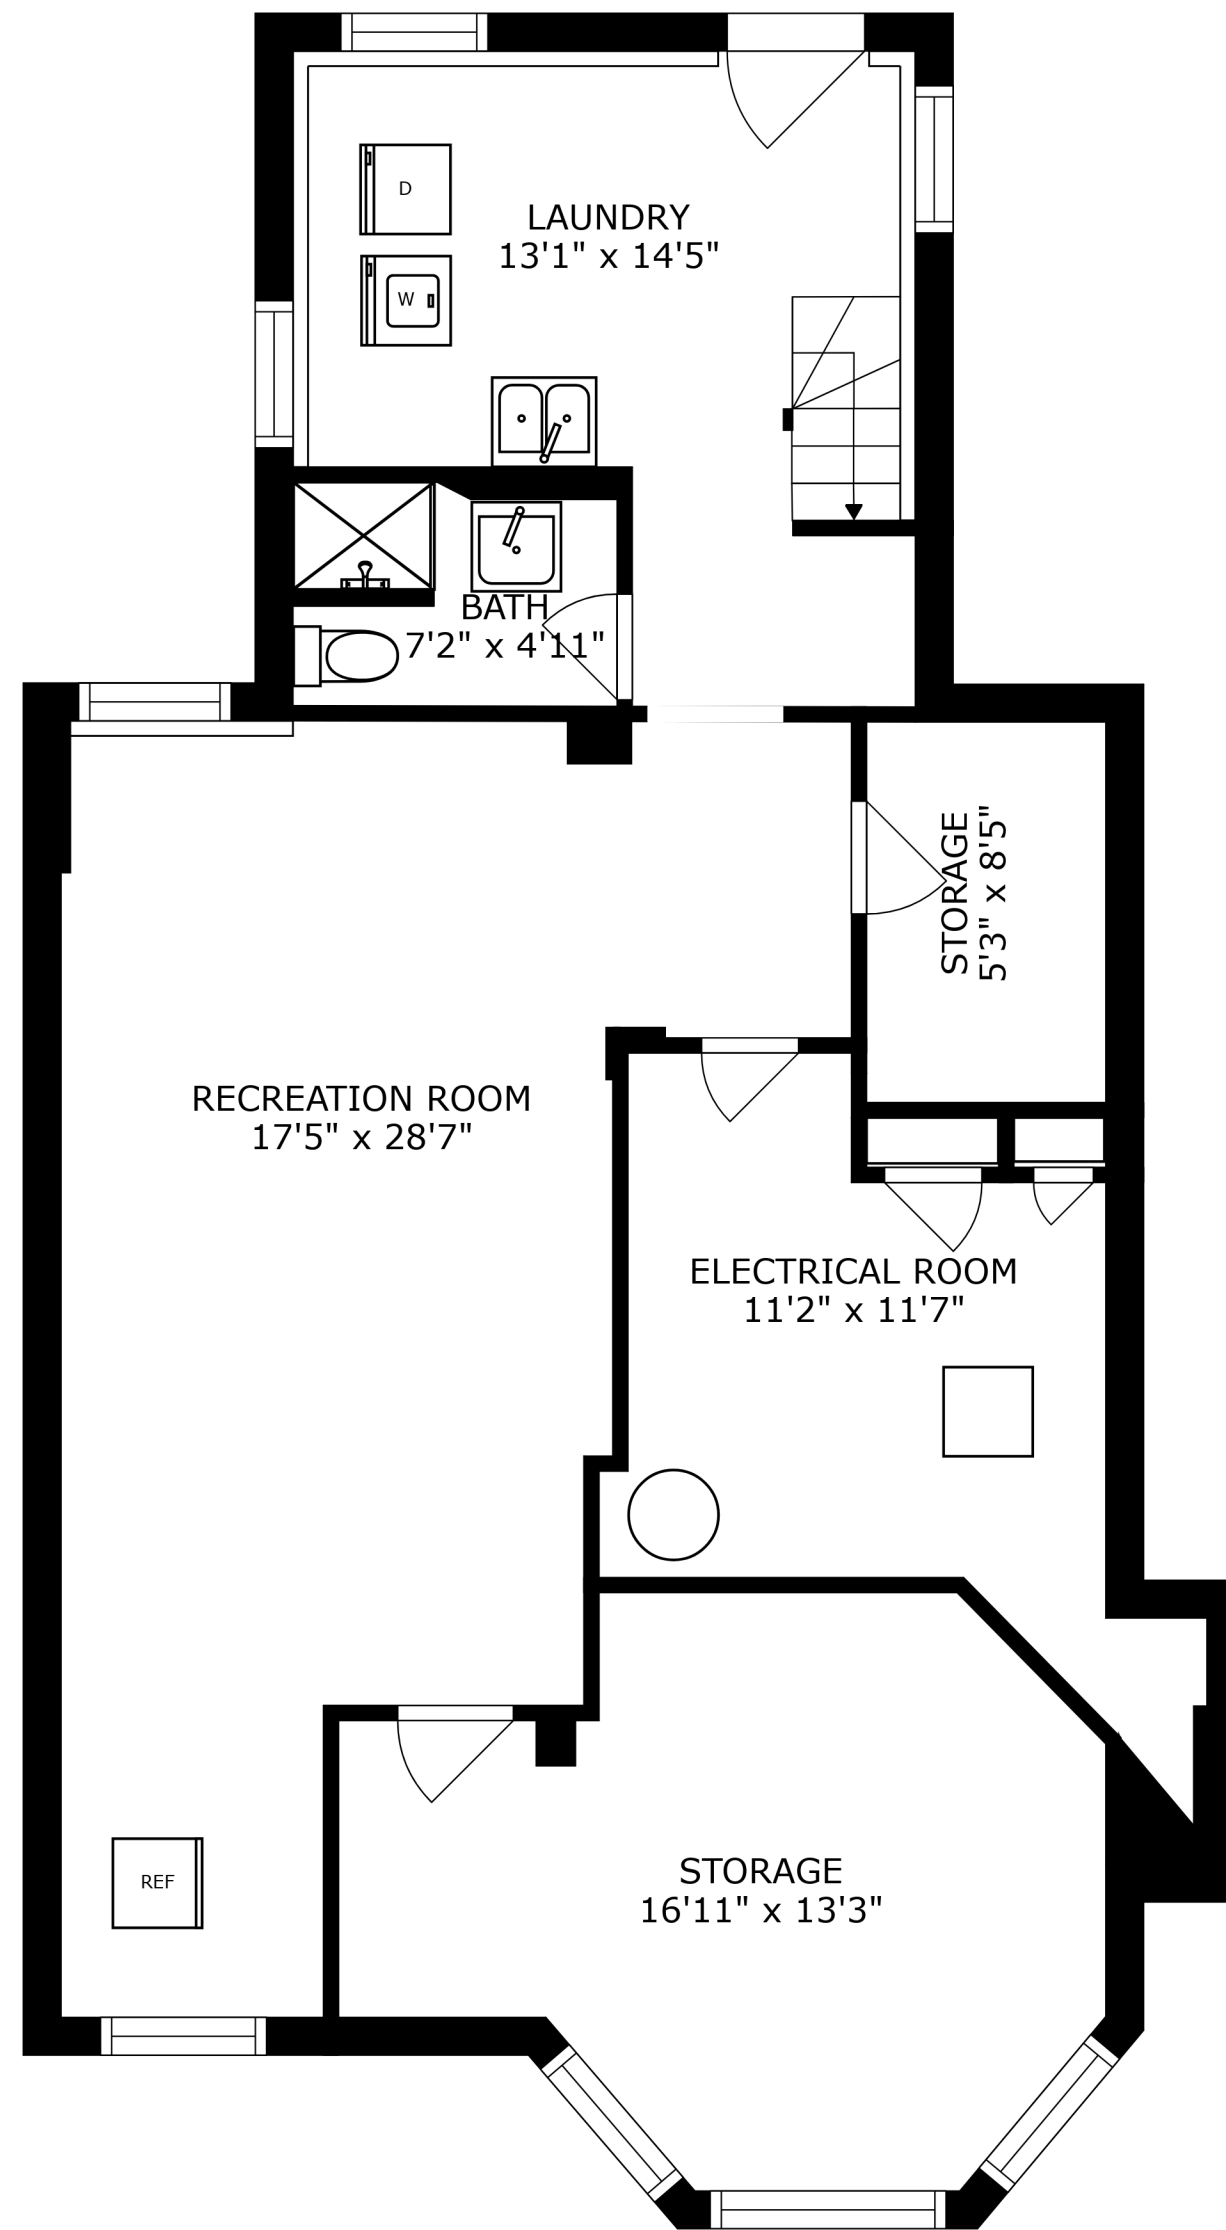 D
LAUNDRY
13'1" x 14'5"
W
BATH
7'2" x 4'11"
STORAGE
5'3" x 8'5"
RECREATION ROOM
17'5" x 28'7"
ELECTRICAL ROOM
11'2" x 11'7"
STORAGE
16'11" x 13'3"
REF